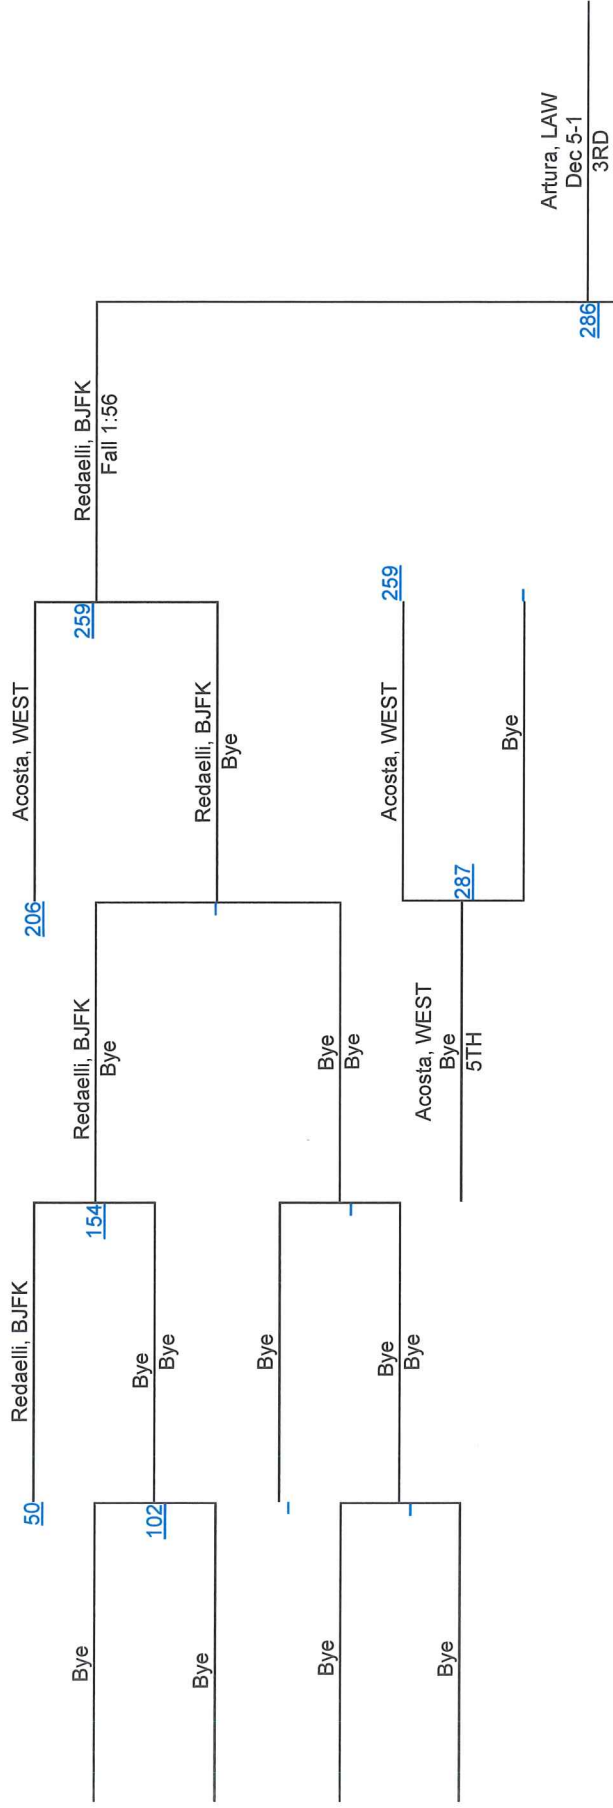 Bye
Bye
Bye
Bye
50
102
–
–
Redaelli, BJFK
Bye
Bye
Bye
Bye
Bye
154
–
Redaelli, BJFK
Bye
Bye
Bye
Acosta, WEST
Bye
5TH
206
–
287
Acosta, WEST
Redaelli, BJFK
Bye
Acosta, WEST
Bye
259
259
–
Redaelli, BJFK
Fall 1:56
286
Artura, LAW
Dec 5-1
3RD